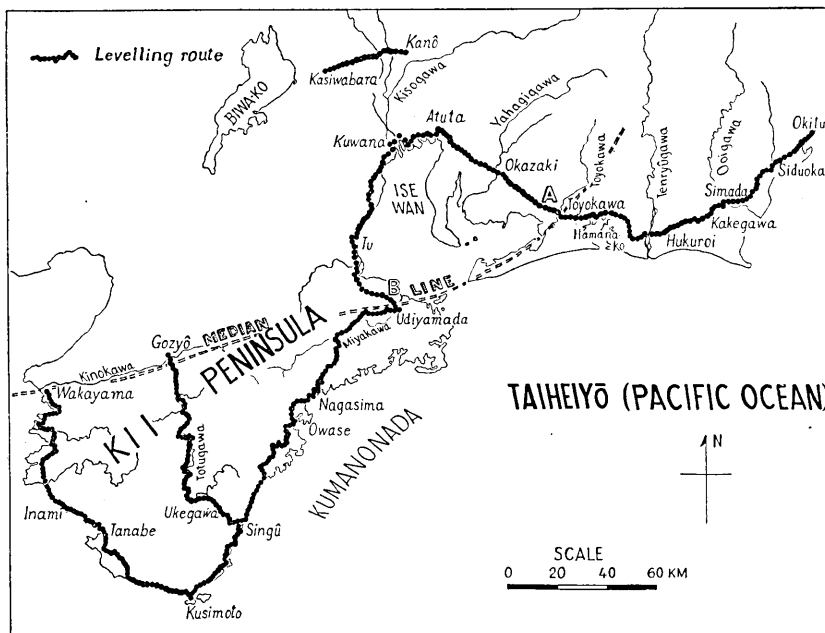 Levelling route
Kanô
Kasiwabara
BIWA-KO
Kisogawa
Yahagigawa
Atuta
Kuwana
Okazaki
Toyokawa
Tenryûgawa
Ooigawa
Okitu
Siduoka
Simada
Kakegawa
Hukuroi
A
Toyokawa
Hamana
Ko
ISE
WAN
Tu
B
MEDIAN LINE
Udiyamada
Miyakawa
Gozyô
Kinokawa
Wakayama
KII PENINSULA
Nagasima
Owase
KUMANONADA
TAIHEIYŌ (PACIFIC OCEAN)
N
Totugawa
Ukegawa
Singû
Inami
Tanabe
Kusimoto
SCALE
0 20 40 60 KM